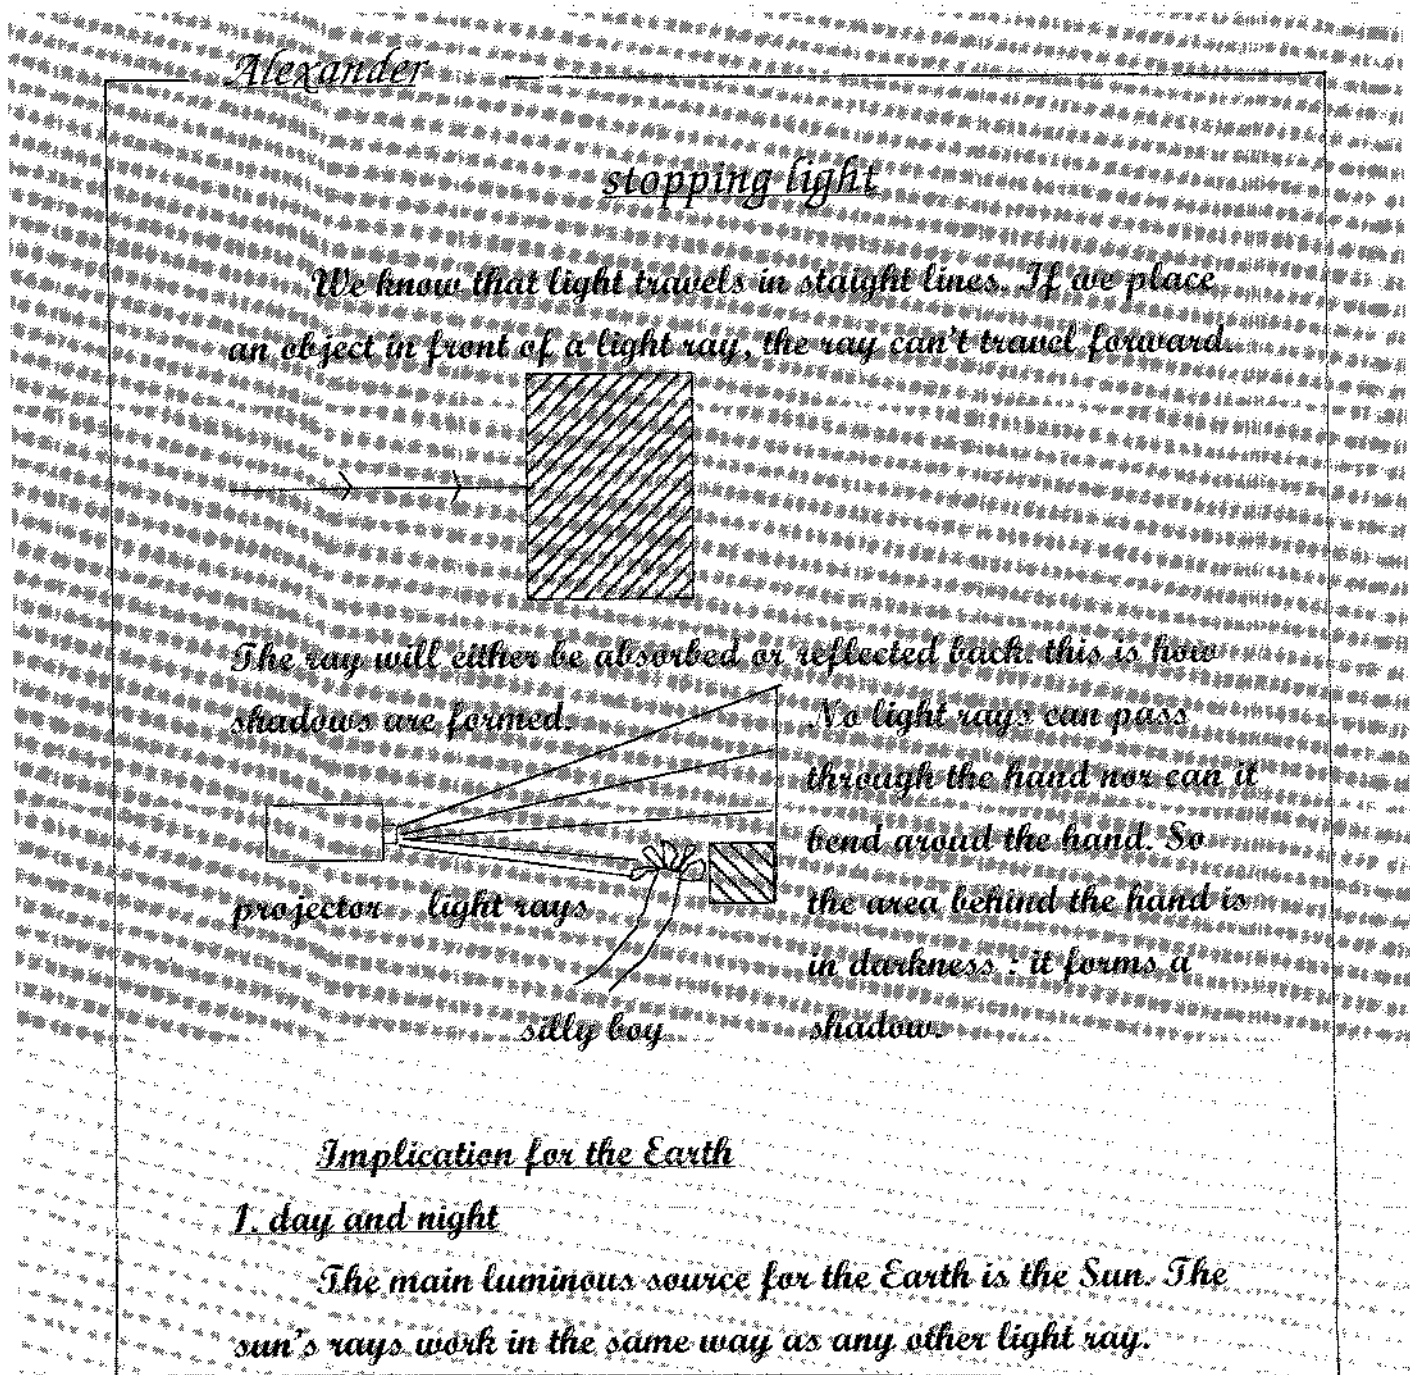 Alexander
stopping light
We know that light travels in staight lines. If we place
an object in front of a light ray, the ray can't travel forward.
The ray will either be absorbed or reflected back. this is how
shadows are formed.
No light rays can pass
through the hand nor can it
bend aroud the hand. So
the area behind the hand is
in darkness : it forms a
shadow.
projector light rays
silly boy
Implication for the Earth
1. day and night
The main luminous source for the Earth is the Sun. The
sun's rays work in the same way as any other light ray.